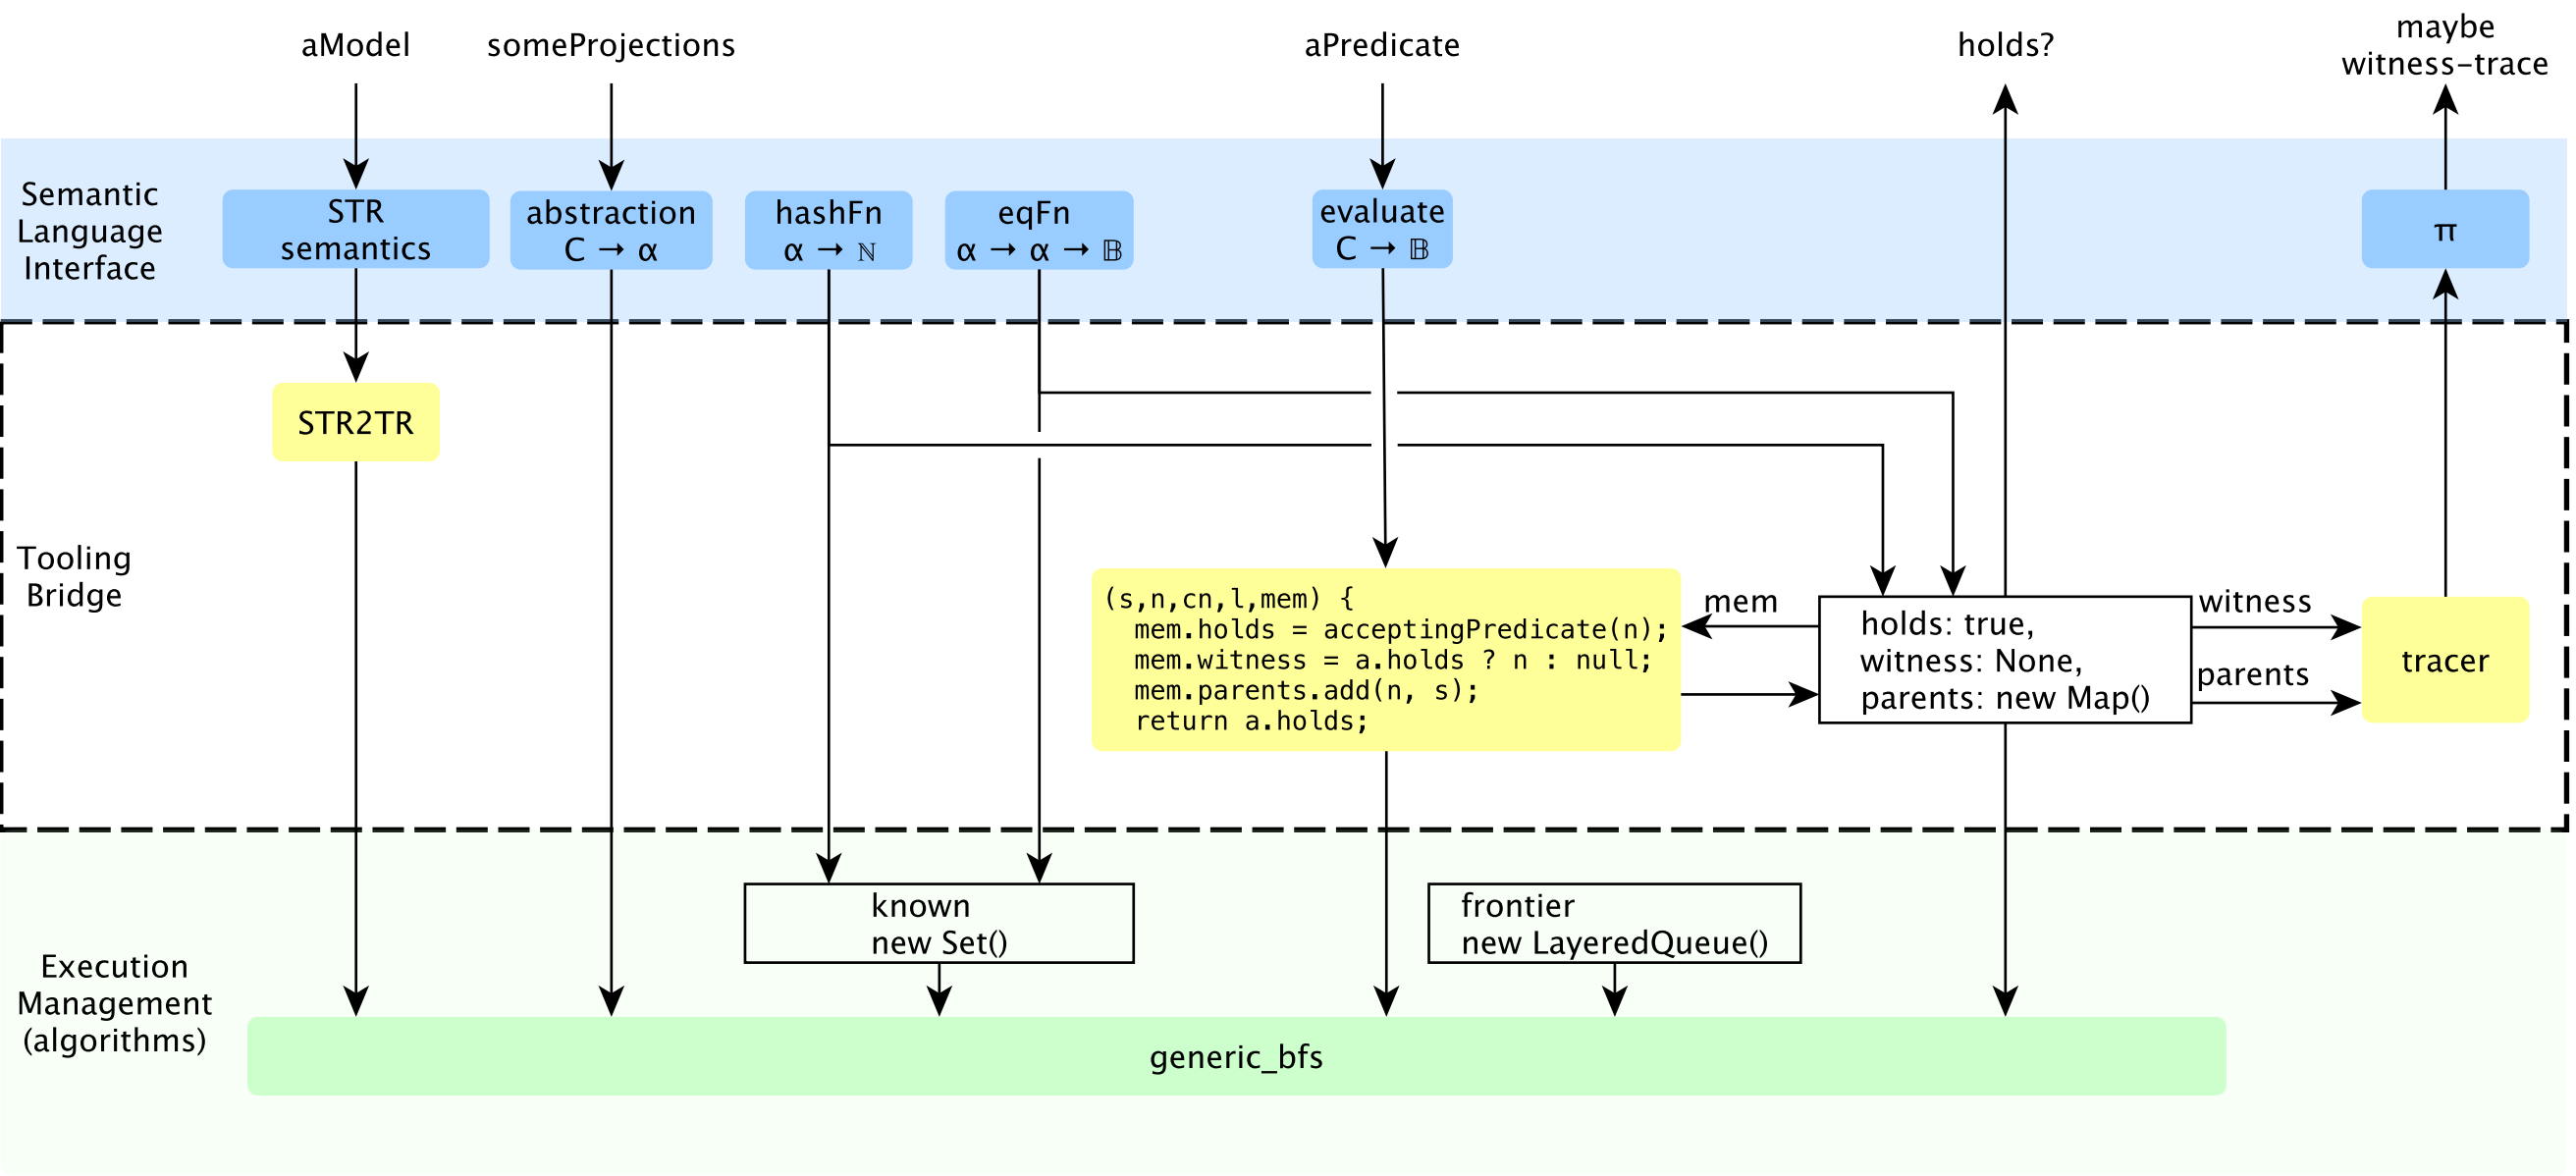 aModel
someProjections
aPredicate
holds?
maybe
witness-trace
Semantic
Language
Interface
STR
semantics
abstraction
C → α
hashFn
α → ℕ
eqFn
α → α → 𝔹
evaluate
C → 𝔹
π
STR2TR
Tooling
Bridge
(s,n,cn,l,mem) {
mem.holds = acceptingPredicate(n);
mem.witness = a.holds ? n : null;
mem.parents.add(n, s);
return a.holds;
mem
holds: true,
witness: None,
parents: new Map()
witness
parents
tracer
known
new Set()
frontier
new LayeredQueue()
Execution
Management
(algorithms)
generic_bfs